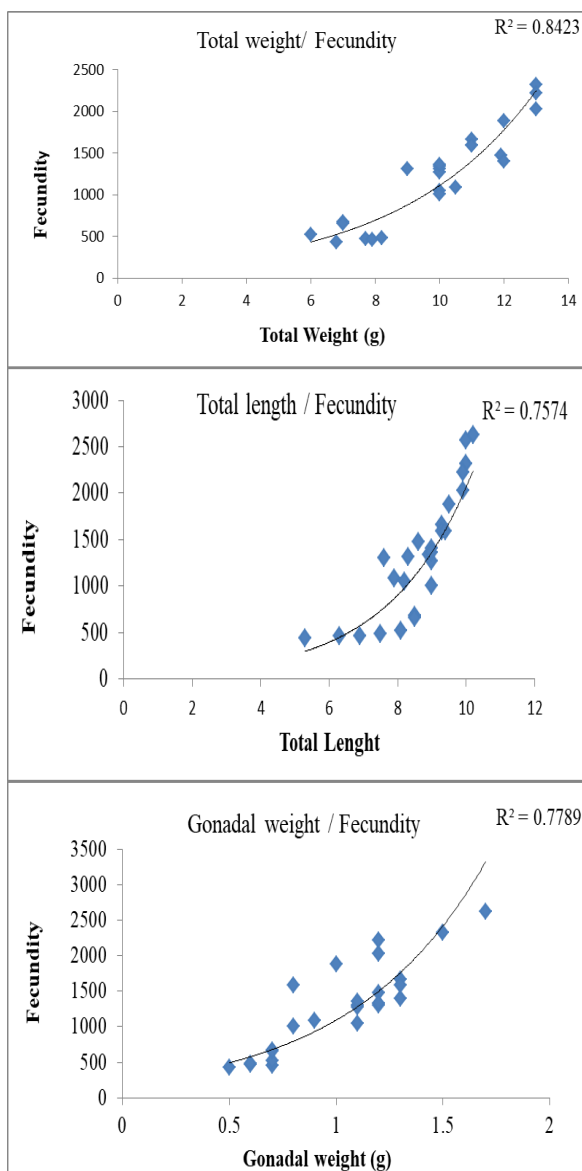 Total weight/ Fecundity
R² = 0.8423
2500
2000
1500
1000
500
0
0 2 4 6 8 10 12 14
Fecundity
Total Weight (g)
Total length / Fecundity
R² = 0.7574
3000
2500
2000
1500
1000
500
0
0 2 4 6 8 10 12
Fecundity
Total Lenght
Gonadal weight / Fecundity
R² = 0.7789
3500
3000
2500
2000
1500
1000
500
0
0 0.5 1 1.5 2
Fecundity
Gonadal weight (g)